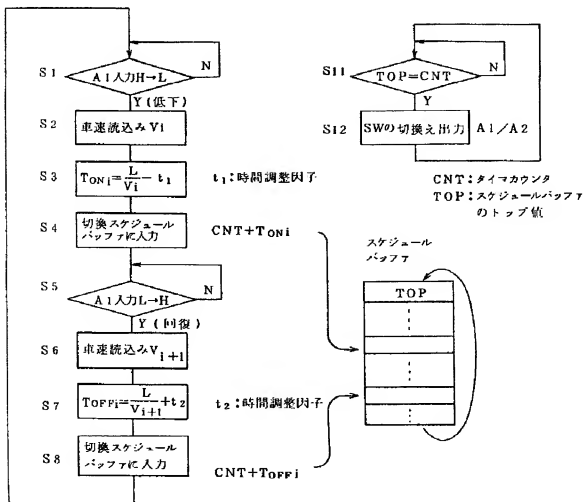 S1
A1入力H→L
N
Y(低下)
S2
車速読込みVi
S3
TONi=L/Vi−t1
t1:時間調整因子
S4
切換スケジュール
バッファに入力
CNT+TONi
S5
A1入力L→H
N
Y(回復)
S6
車速読込みVi+1
S7
TOFFi=L/Vi+1+t2
t2:時間調整因子
S8
切換スケジュール
バッファに入力
CNT+TOFFi
S11
TOP=CNT
N
Y
S12
SWの切換え出力
A1/A2
CNT:タイマカウンタ
TOP:スケジュールバッファ
のトップ値
スケジュール
バッファ
TOP